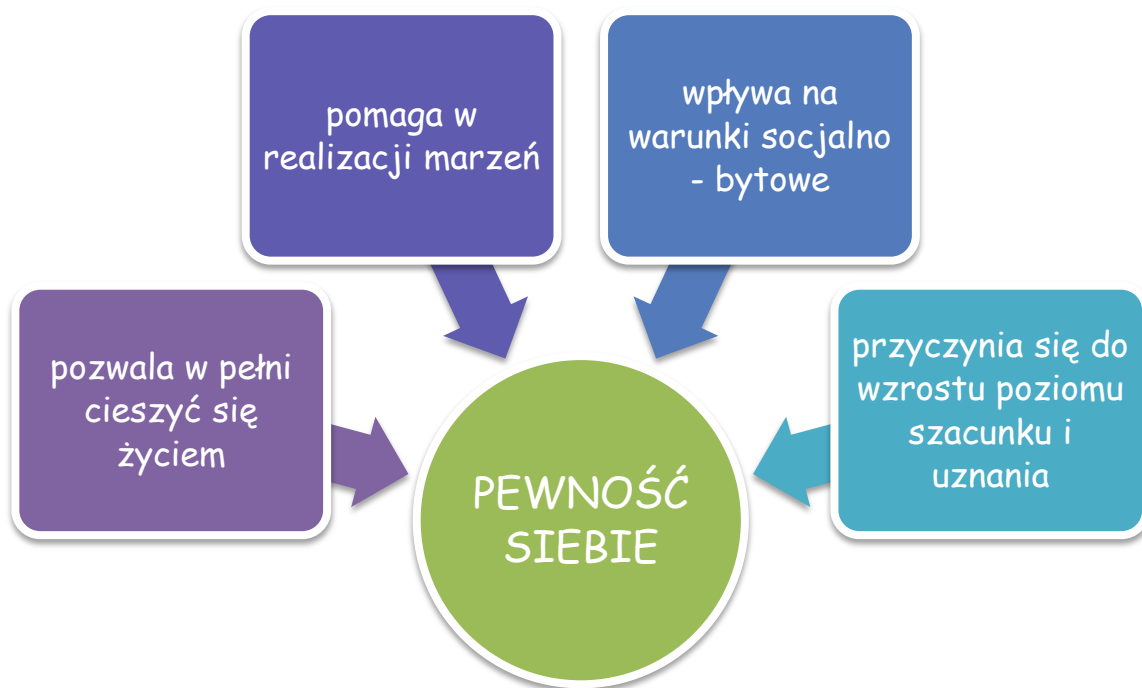 pomaga w
realizacji marzeń
wpływa na
warunki socjalno
- bytowe
pozwala w pełni
cieszyć się
życiem
przyczynia się do
wzrostu poziomu
szacunku i
uznania
PEWNOŚĆ
SIEBIE